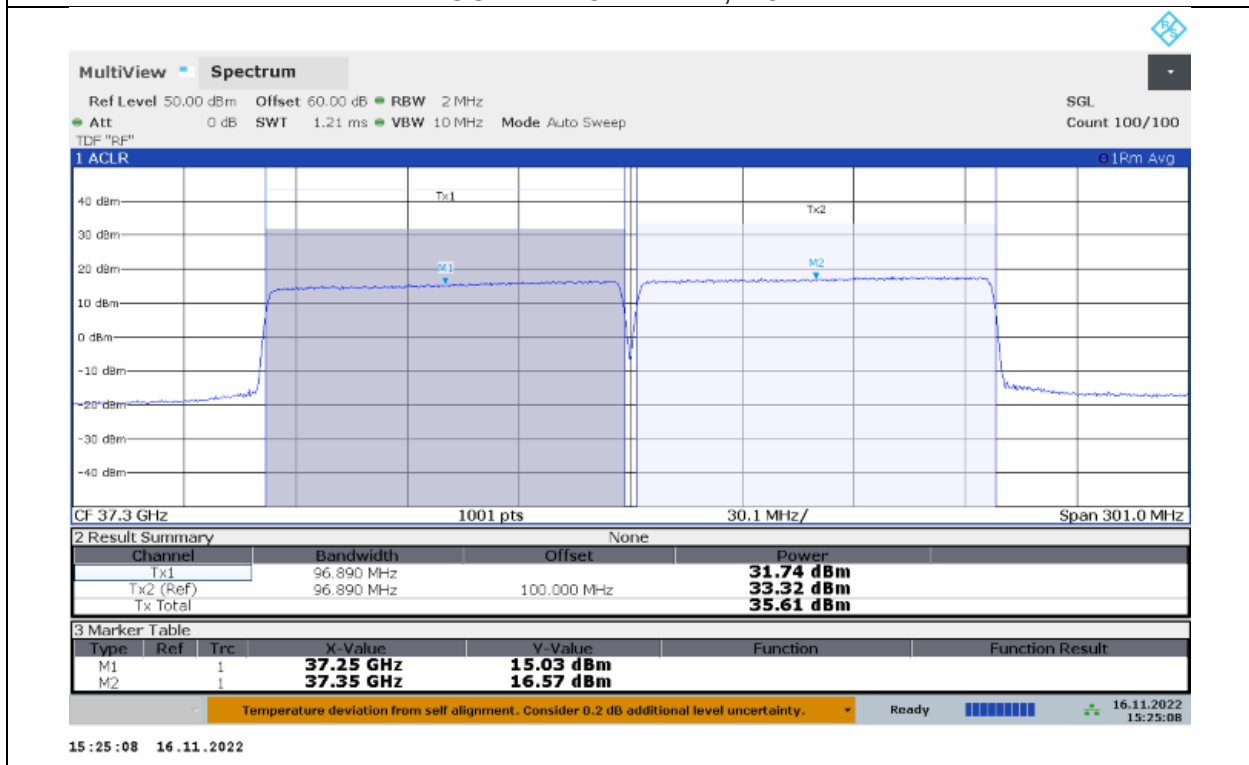 R S
MultiView Spectrum
Ref Level 50.00 dBm Offset 60.00 dB RBW 2 MHz SGL
Att 0 dB SWT 1.21 ms VBW 10 MHz Mode Auto Sweep Count 100/100
TDF "RF"
1 ACLR 1Rm Avg
Tx1
40 dBm
Tx2
30 dBm
M1 M2
20 dBm
10 dBm
0 dBm
-10 dBm
-20 dBm
-30 dBm
-40 dBm
CF 37.3 GHz 1001 pts 30.1 MHz/ Span 301.0 MHz
2 Result Summary None
Channel Bandwidth Offset Power
Tx1 96.890 MHz 31.74 dBm
Tx2 (Ref) 96.890 MHz 100.000 MHz 33.32 dBm
Tx Total 35.61 dBm
3 Marker Table
Type Ref Trc X-Value Y-Value Function Function Result
M1 1 37.25 GHz 15.03 dBm
M2 1 37.35 GHz 16.57 dBm
Temperature deviation from self alignment. Consider 0.2 dB additional level uncertainty. Ready 16.11.2022
15:25:08
15:25:08 16.11.2022